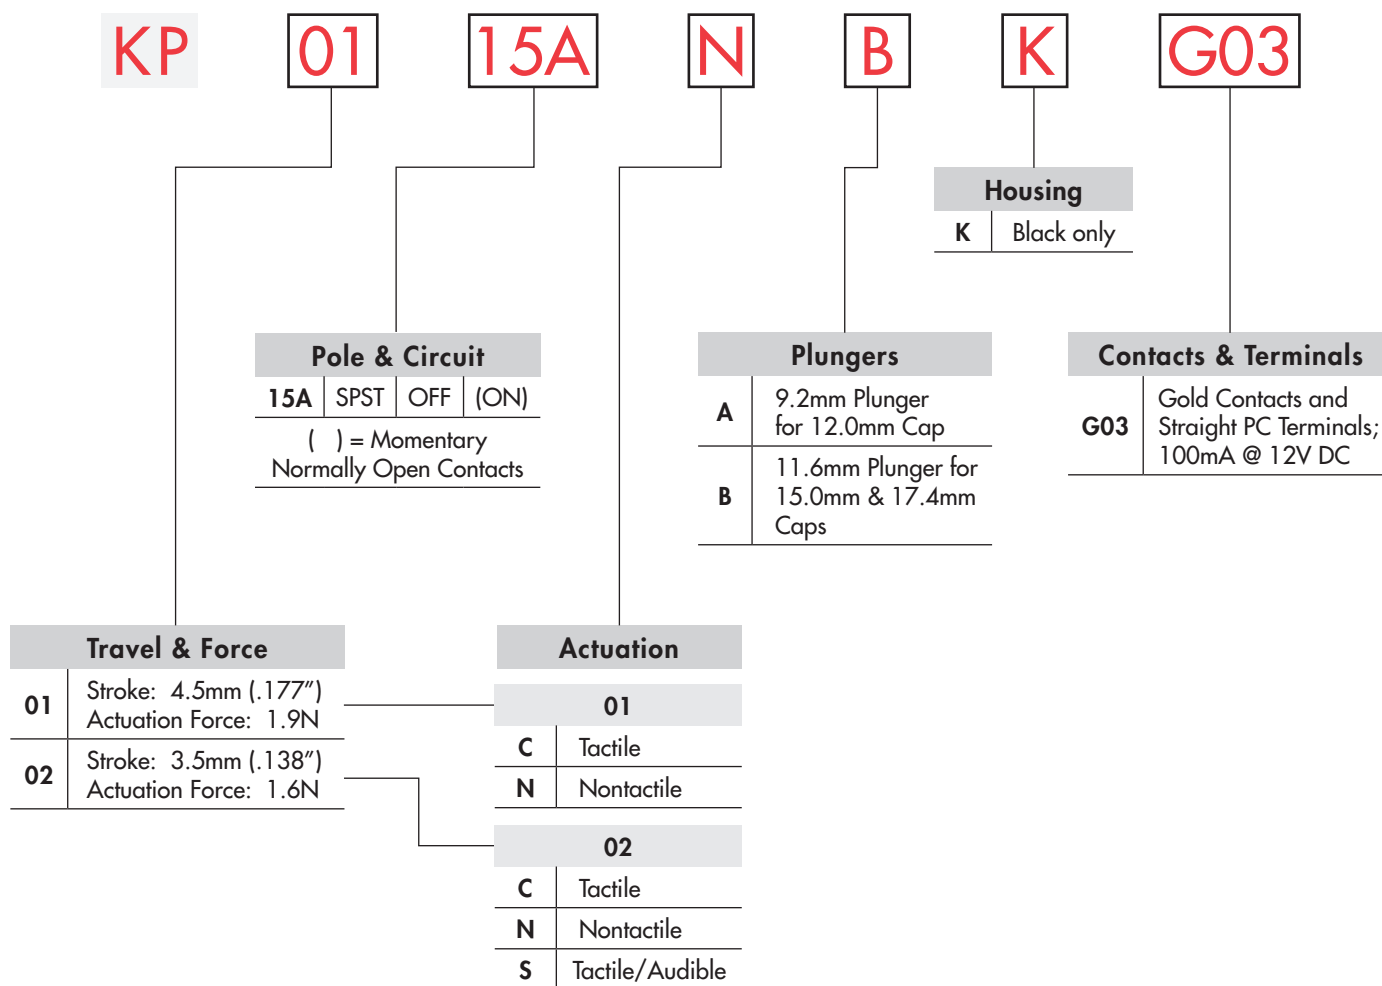 KP 01 15A N B K G03
Housing
K Black only
Pole & Circuit
15A SPST OFF (ON)
( ) = Momentary
Normally Open Contacts
Plungers
A 9.2mm Plunger
for 12.0mm Cap
B 11.6mm Plunger for
15.0mm & 17.4mm
Caps
Contacts & Terminals
G03 Gold Contacts and
Straight PC Terminals;
100mA @ 12V DC
Travel & Force
01 Stroke: 4.5mm (.177”)
Actuation Force: 1.9N
02 Stroke: 3.5mm (.138”)
Actuation Force: 1.6N
Actuation
01
C Tactile
N Nontactile
02
C Tactile
N Nontactile
S Tactile/Audible